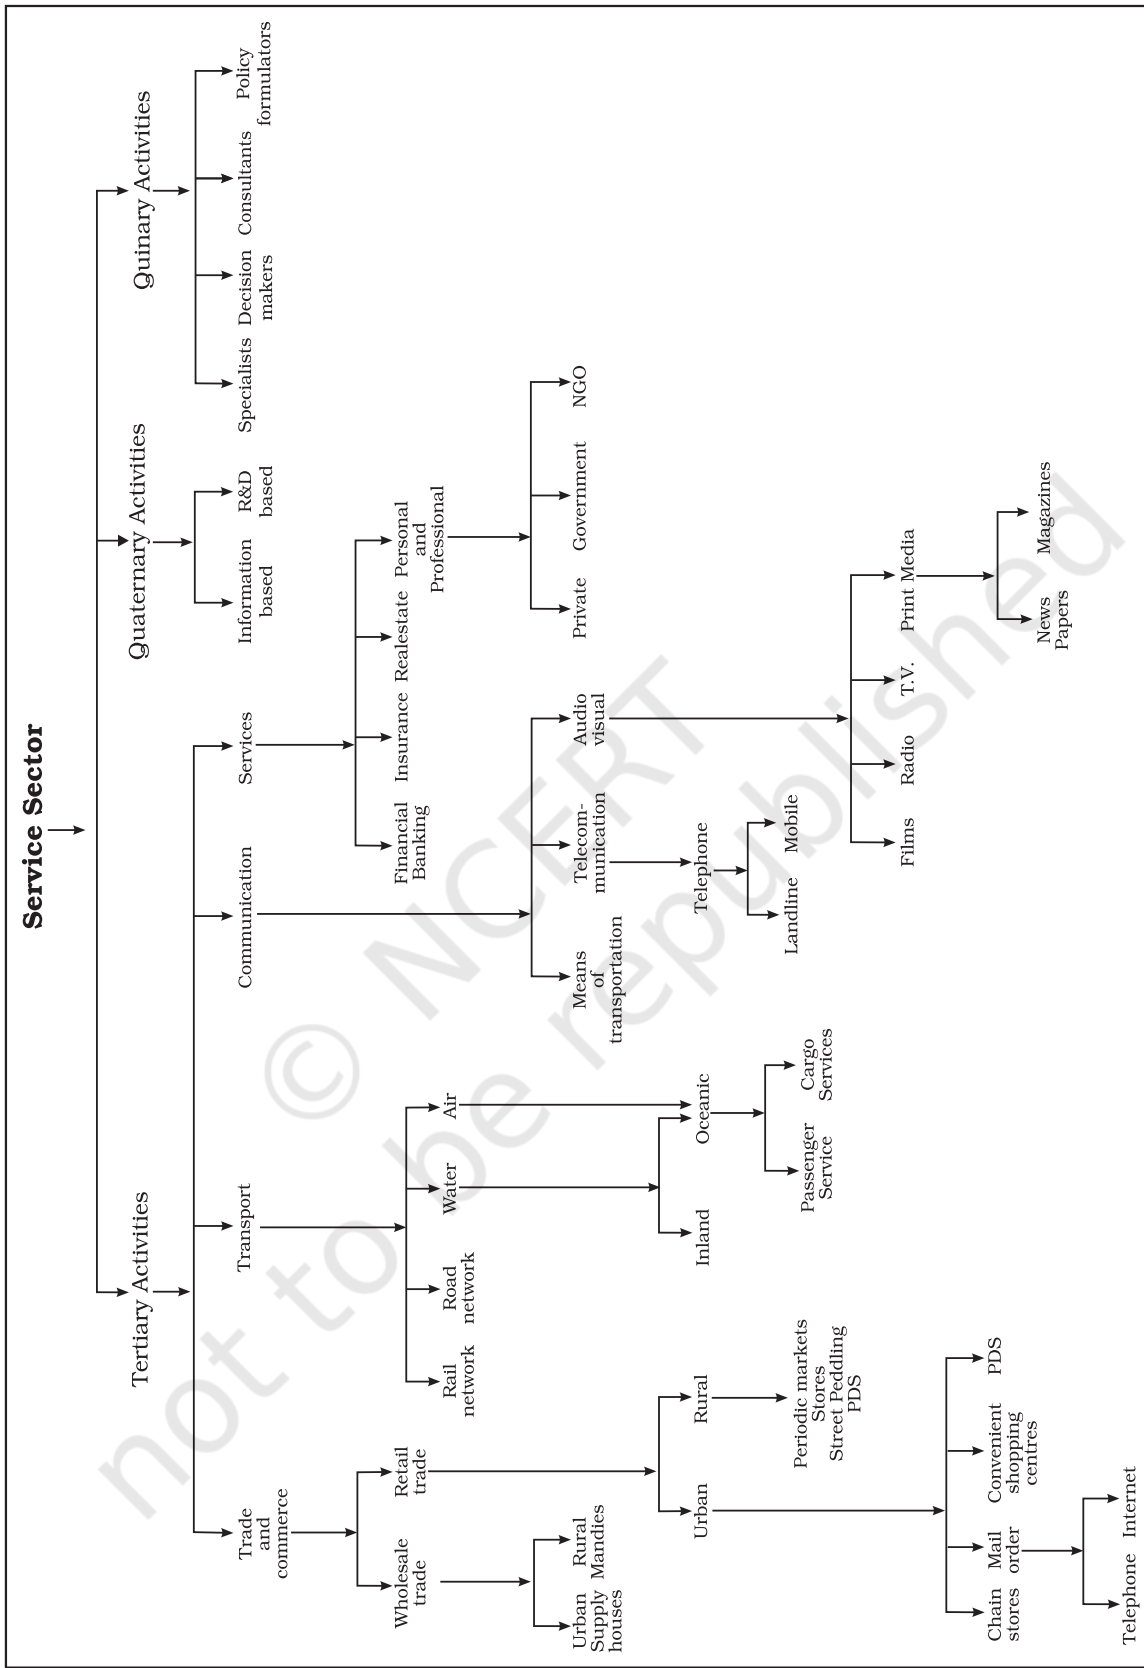 Service Sector
Tertiary Activities
Quaternary Activities
Quinary Activities
Trade
and
commerce
Transport
Communication
Services
Information
based
R&D
based
Specialists
Decision
makers
Consultants
Policy
formulators
Wholesale
trade
Retail
trade
Rail
network
Road
network
Water
Air
Financial
Banking
Insurance
Realestate
Personal
and
Professional
Urban
Supply
houses
Rural
Mandies
Means
of
transportation
Telecom-
munication
Audio
visual
Private
Government
NGO
Urban
Rural
Inland
Oceanic
Telephone
Periodic markets
Stores
Street Peddling
PDS
Passenger
Service
Cargo
Services
Landline
Mobile
Films
Radio
T.V.
Print Media
Chain
stores
Mail
order
Convenient
shopping
centres
PDS
News
Papers
Magazines
Telephone
Internet
© NCERT
not to be republished